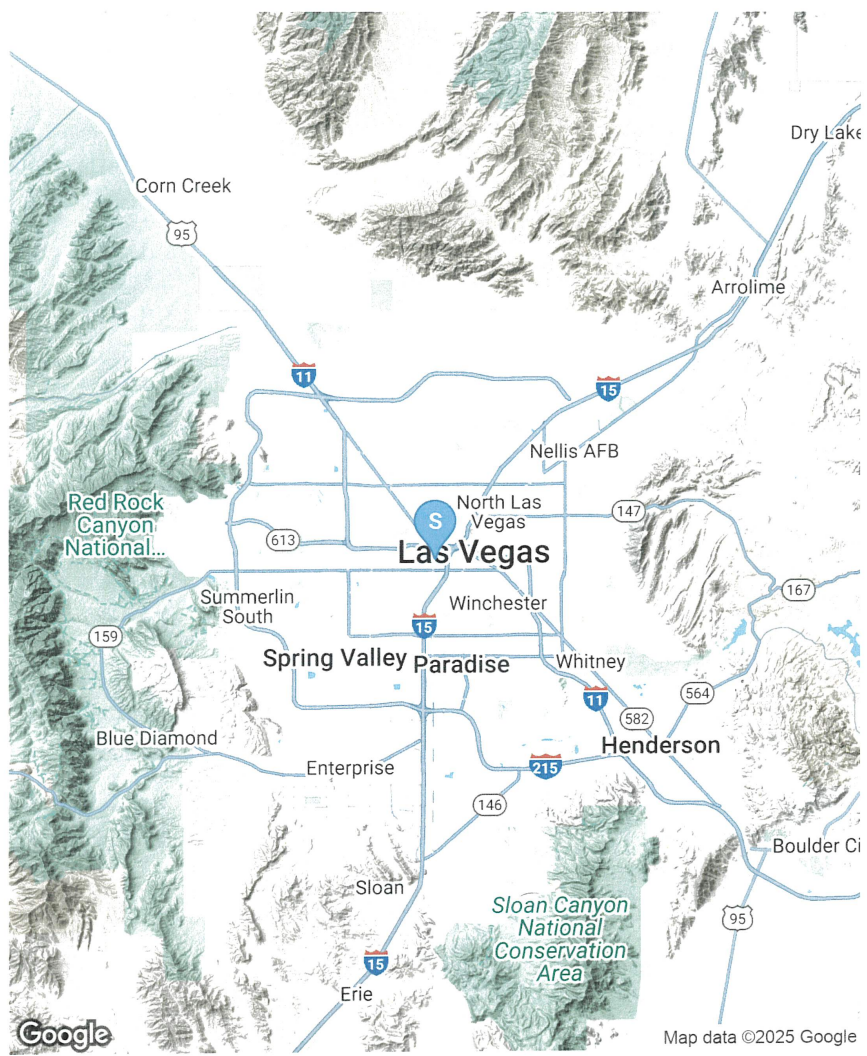 Dry Lake
Corn Creek
95
Arrolime
11
15
Nellis AFB
Red Rock
Canyon
National...
S
North Las
Vegas
147
613
Las Vegas
167
Summerlin
South
Winchester
15
159
Spring Valley
Paradise
Whitney
564
11
582
Blue Diamond
Henderson
Enterprise
215
146
Boulder Ci
Sloan
Sloan Canyon
National
Conservation
Area
95
15
Erie
Google
Map data ©2025 Google